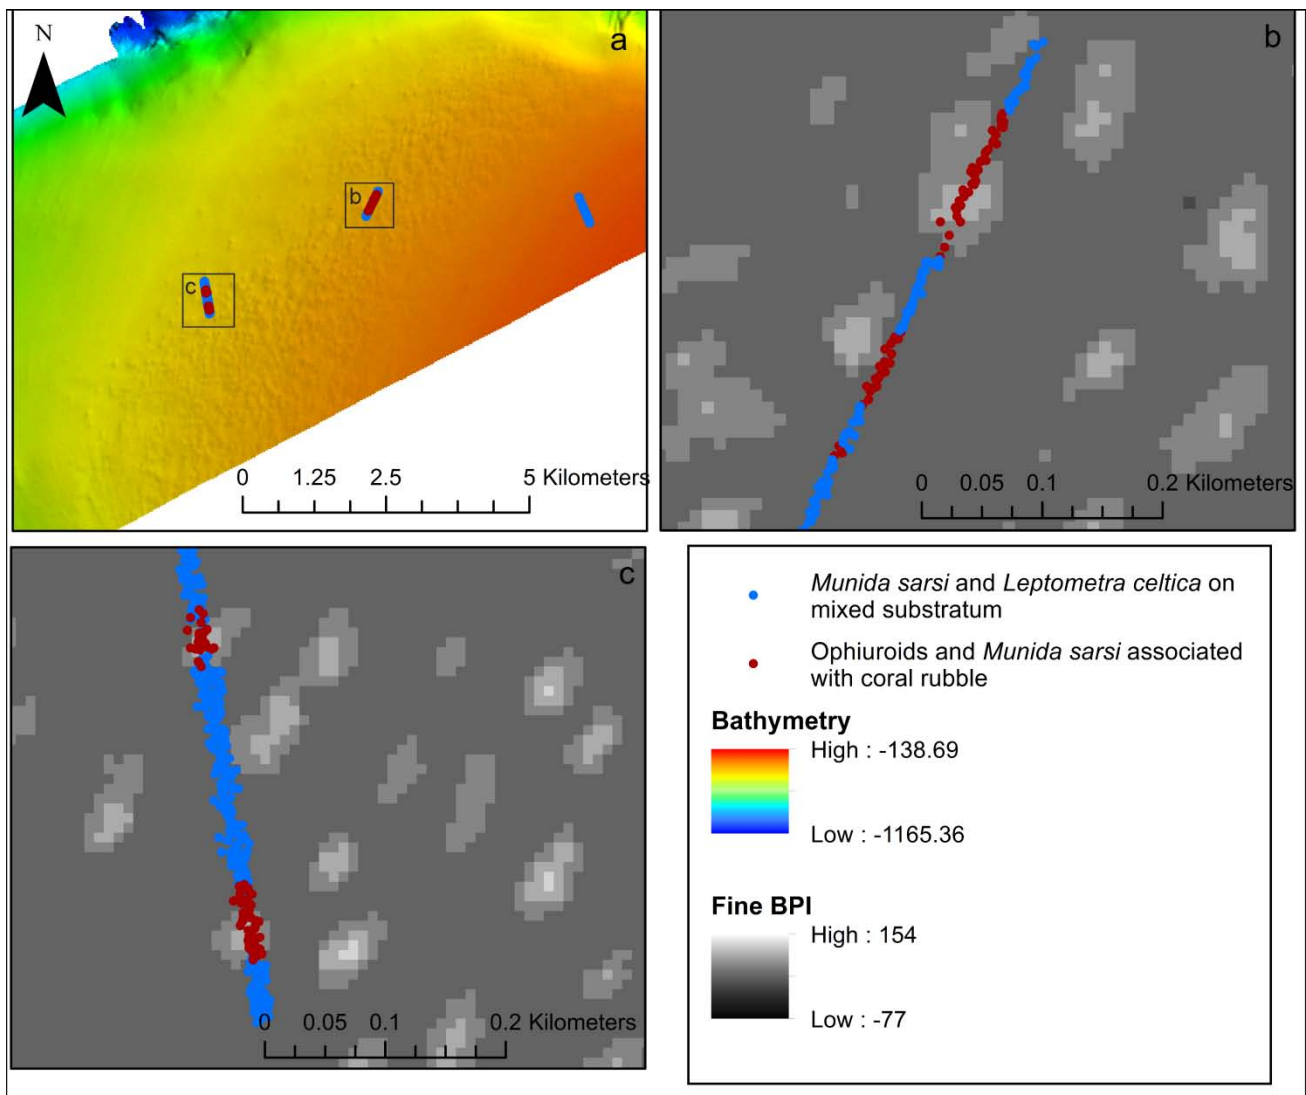 N
a
b
c
0 1.25 2.5 5 Kilometers
b
0 0.05 0.1 0.2 Kilometers
c
0 0.05 0.1 0.2 Kilometers
Munida sarsi and Leptometra celtica on
mixed substratum
Ophiuroids and Munida sarsi associated
with coral rubble
Bathymetry
High : -138.69
Low : -1165.36
Fine BPI
High : 154
Low : -77